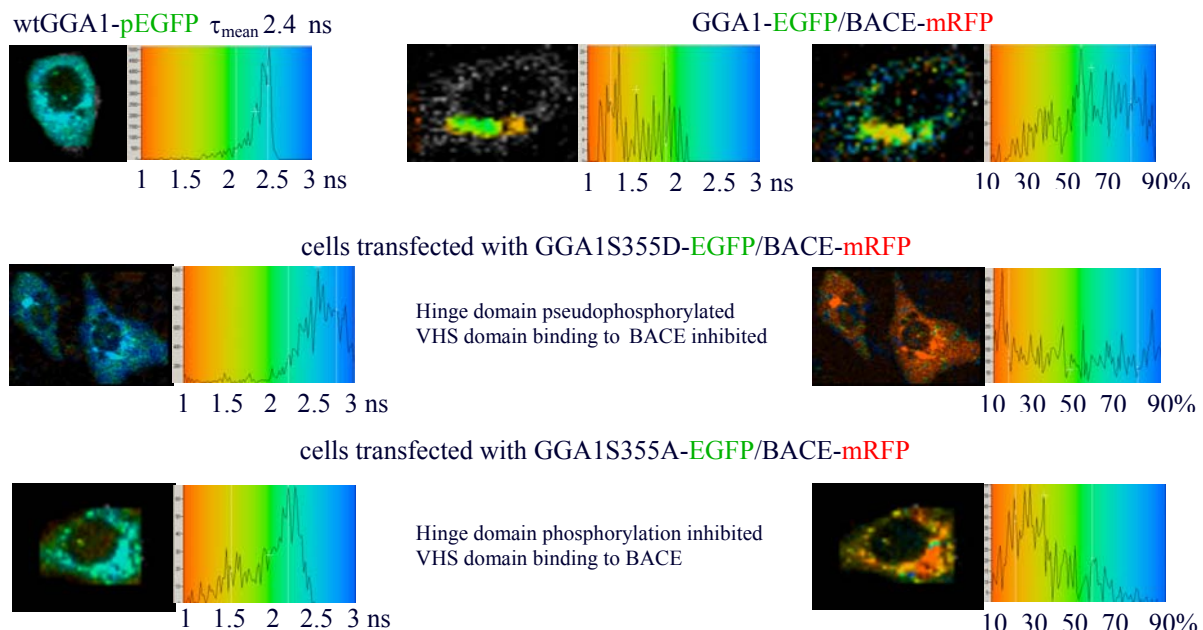 wtGGA1-pEGFP τmean 2.4 ns
GGA1-EGFP/BACE-mRFP
1 1.5 2 2.5 3 ns
1 1.5 2 2.5 3 ns
10 30 50 70 90%
cells transfected with GGA1S355D-EGFP/BACE-mRFP
Hinge domain pseudophosphorylated
VHS domain binding to BACE inhibited
1 1.5 2 2.5 3 ns
10 30 50 70 90%
cells transfected with GGA1S355A-EGFP/BACE-mRFP
Hinge domain phosphorylation inhibited
VHS domain binding to BACE
1 1.5 2 2.5 3 ns
10 30 50 70 90%